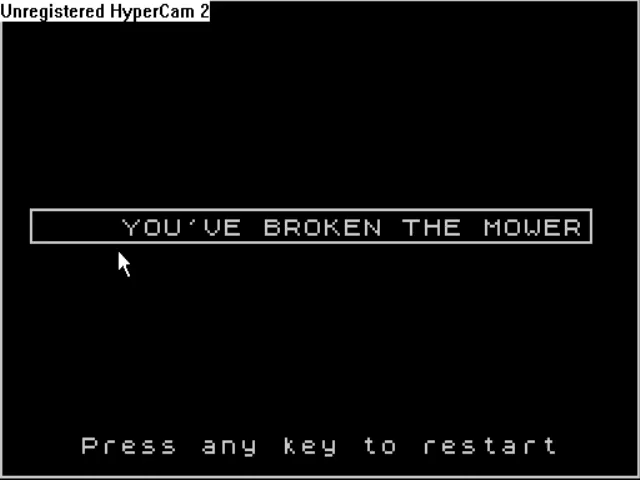 Unregistered HyperCam 2
YOU'VE BROKEN THE MOWER
Press any key to restart